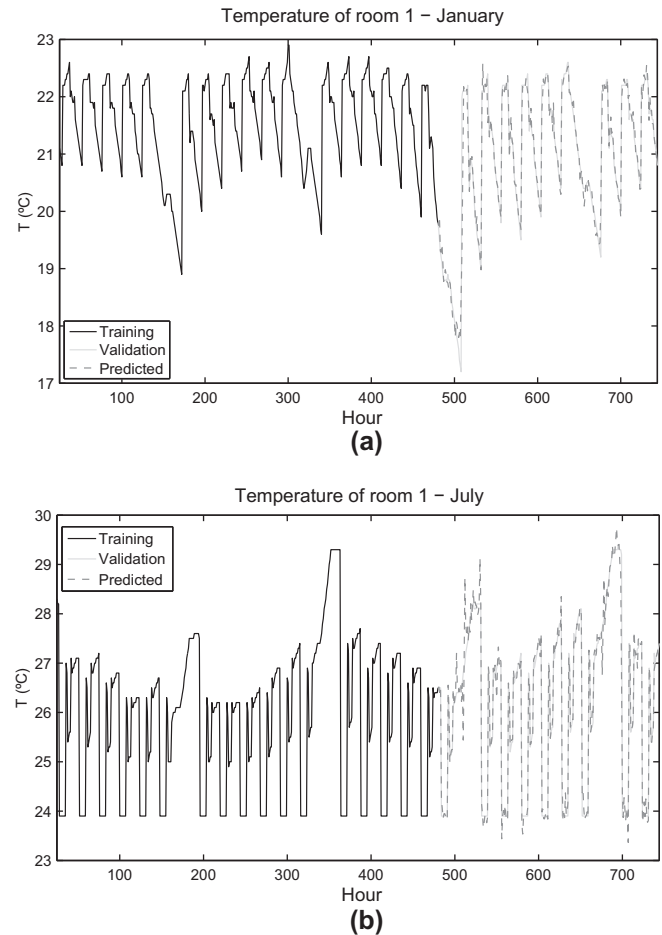 Temperature of room 1 − January
23
22
21
20
19
18
17
T (ºC)
Training
Validation
Predicted
100 200 300 400 500 600 700
Hour
(a)
Temperature of room 1 − July
30
29
28
27
26
25
24
23
T (ºC)
Training
Validation
Predicted
100 200 300 400 500 600 700
Hour
(b)